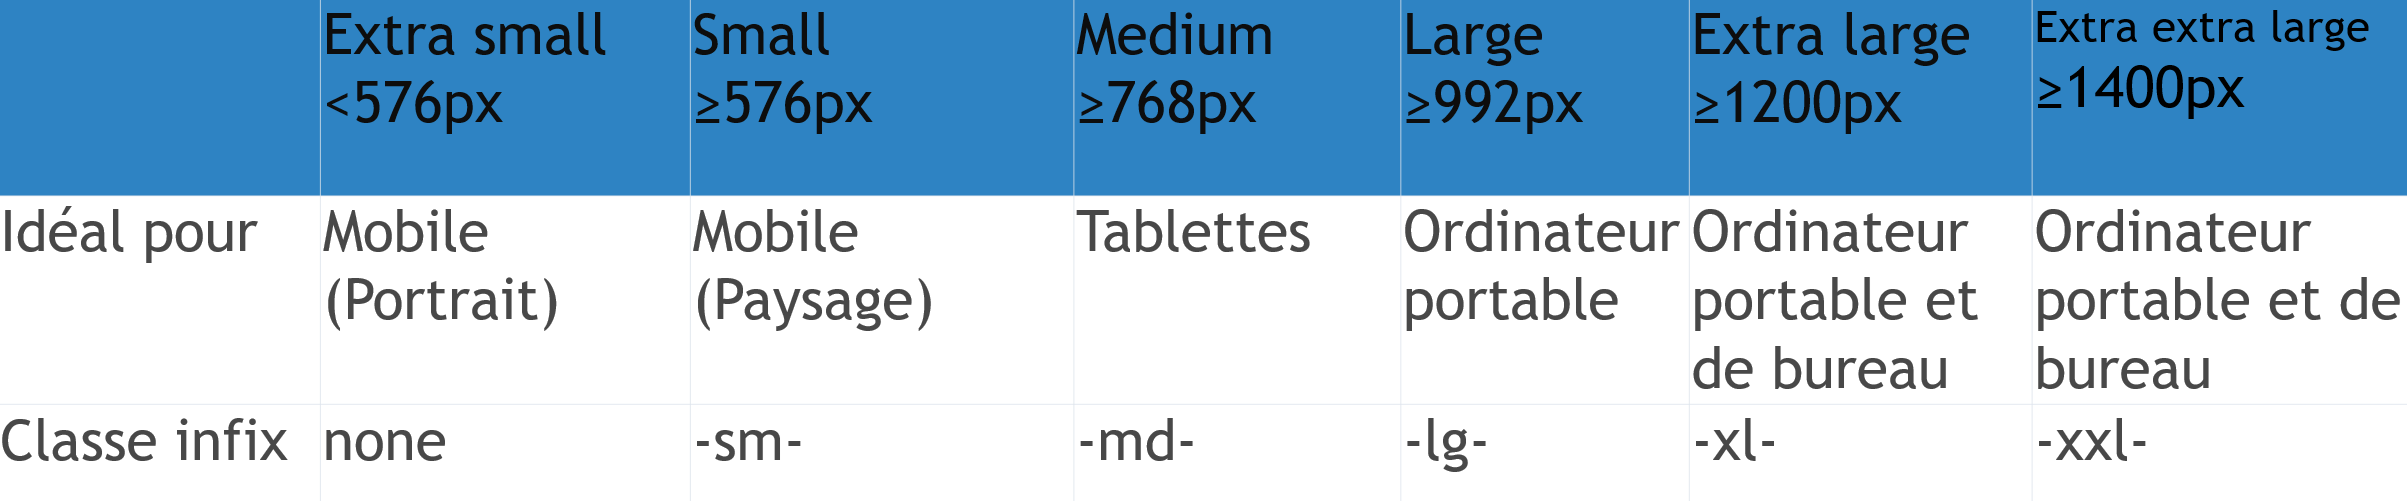 Extra small
<576px
Small
≥576px
Medium
≥768px
Large
≥992px
Extra large
≥1200px
Extra extra large
≥1400px
Idéal pour
Mobile
(Portrait)
Mobile
(Paysage)
Tablettes
Ordinateur
portable
Ordinateur
portable et
de bureau
Ordinateur
portable et de
bureau
Classe infix
none
-sm-
-md-
-lg-
-xl-
-xxl-